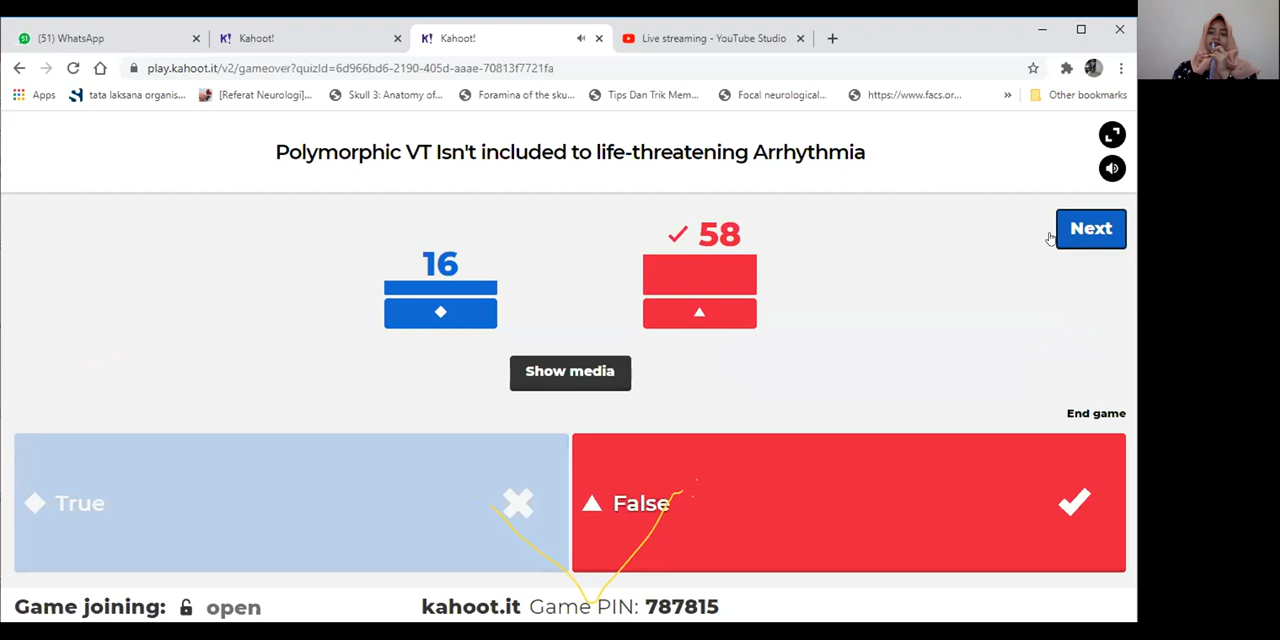 (51) WhatsApp
Kahoot!
Kahoot!
Live streaming - YouTube Studio
play.kahoot.it/v2/gameover?quizId=6d966bd6-2190-405d-aaae-70813f7721fa
Apps
tata laksana organis...
[Referat Neurologi]...
Skull 3: Anatomy of...
Foramina of the sku...
Tips Dan Trik Mem...
Focal neurological...
https://www.facs.or...
»
Other bookmarks
Polymorphic VT Isn't included to life-threatening Arrhythmia
16
58
Next
Show media
End game
True
False
Game joining: open
kahoot.it Game PIN: 787815